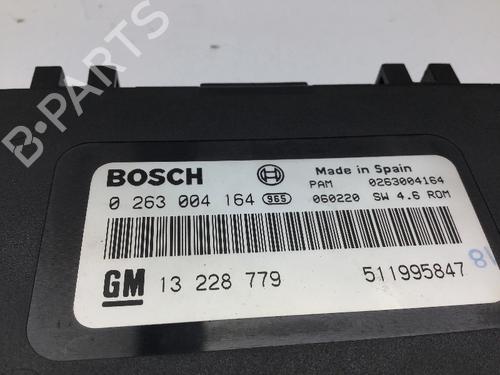 B-PARTS
BOSCH
Made in Spain
0 263 004 164 965
PAM 0263004164
060220 SW 4.6 ROM
GM 13 228 779
511995847